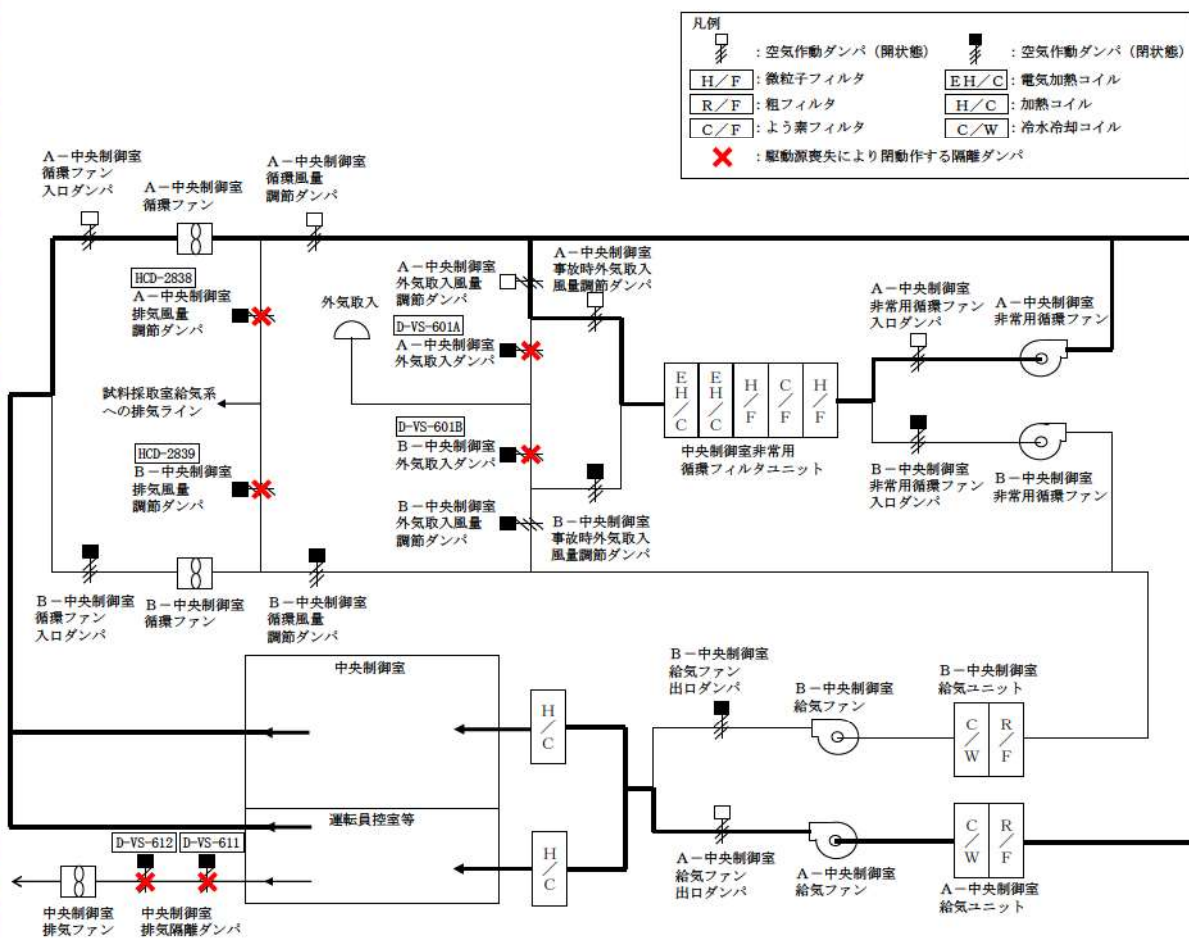 凡例
：空気作動ダンパ（開状態）
：空気作動ダンパ（閉状態）
H／F
：微粒子フィルタ
EH／C
：電気加熱コイル
R／F
：粗フィルタ
H／C
：加熱コイル
C／F
：よう素フィルタ
C／W
：冷水冷却コイル
：駆動源喪失により閉動作する隔離ダンパ
A－中央制御室
循環ファン
入口ダンパ
A－中央制御室
循環ファン
A－中央制御室
循環風量
調節ダンパ
HCD-2838
A－中央制御室
排気風量
調節ダンパ
外気取入
A－中央制御室
外気取入風量
調節ダンパ
A－中央制御室
事故時外気取入
風量調節ダンパ
D-VS-601A
A－中央制御室
外気取入ダンパ
A－中央制御室
非常用循環ファン
入口ダンパ
A－中央制御室
非常用循環ファン
試料採取室給気系
への排気ライン
EH／C
EH／C
H／F
C／F
H／F
中央制御室非常用
循環フィルタユニット
HCD-2839
B－中央制御室
排気風量
調節ダンパ
D-VS-601B
B－中央制御室
外気取入ダンパ
B－中央制御室
外気取入風量
調節ダンパ
B－中央制御室
事故時外気取入
風量調節ダンパ
B－中央制御室
非常用循環ファン
入口ダンパ
B－中央制御室
非常用循環ファン
B－中央制御室
循環ファン
入口ダンパ
B－中央制御室
循環ファン
B－中央制御室
循環風量
調節ダンパ
中央制御室
H／C
B－中央制御室
給気ファン
出口ダンパ
B－中央制御室
給気ファン
B－中央制御室
給気ユニット
C／W
R／F
運転員控室等
H／C
D-VS-612
D-VS-611
中央制御室
排気ファン
中央制御室
排気隔離ダンパ
A－中央制御室
給気ファン
出口ダンパ
A－中央制御室
給気ファン
C／W
R／F
A－中央制御室
給気ユニット